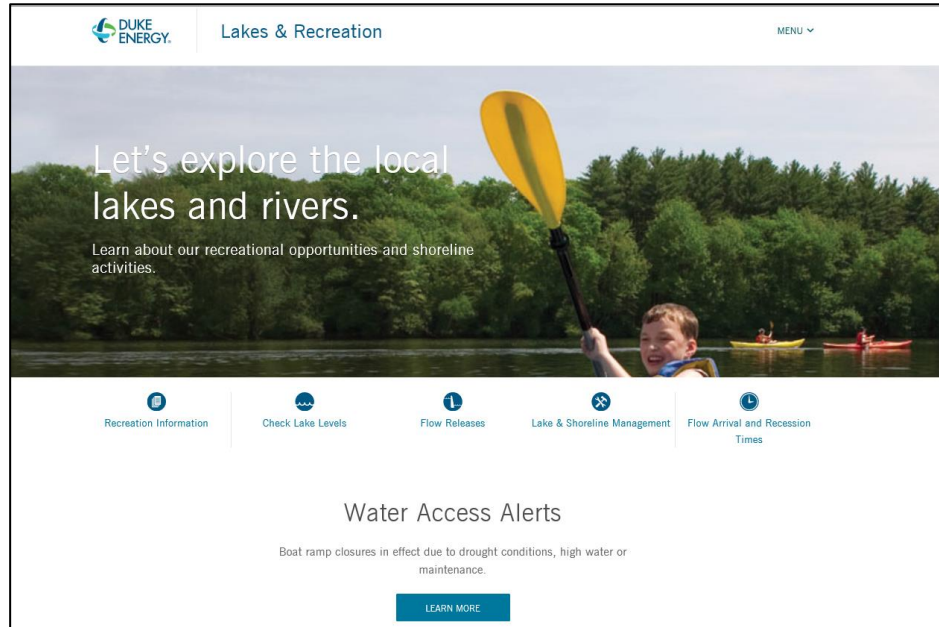 DUKE
ENERGY.
Lakes & Recreation
MENU
Let's explore the local
lakes and rivers.
Learn about our recreational opportunities and shoreline
activities.
Recreation Information
Check Lake Levels
Flow Releases
Lake & Shoreline Management
Flow Arrival and Recession
Times
Water Access Alerts
Boat ramp closures in effect due to drought conditions, high water or
maintenance.
LEARN MORE